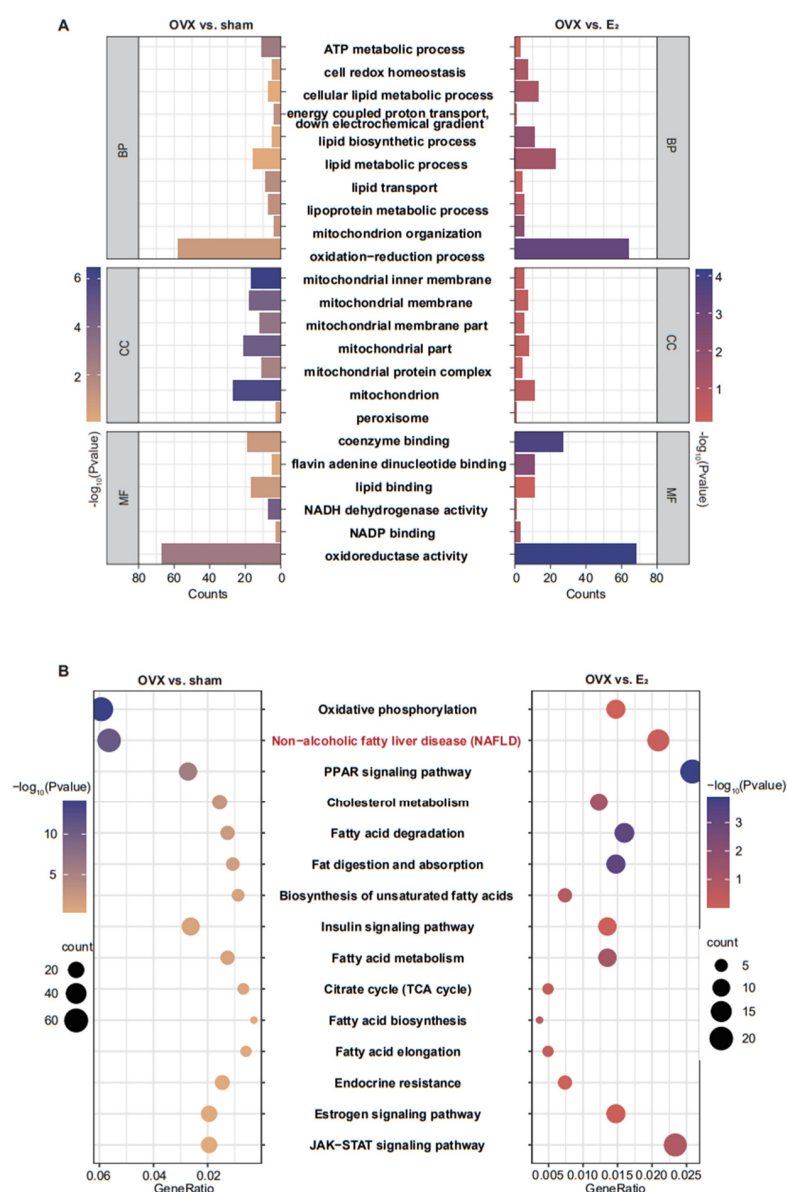 A
OVX vs. sham
OVX vs. E₂
BP
ATP metabolic process
cell redox homeostasis
cellular lipid metabolic process
energy coupled proton transport,
down electrochemical gradient
lipid biosynthetic process
lipid metabolic process
lipid transport
lipoprotein metabolic process
mitochondrion organization
oxidation−reduction process
BP
6
4
2
-log₁₀(Pvalue)
CC
mitochondrial inner membrane
mitochondrial membrane
mitochondrial membrane part
mitochondrial part
mitochondrial protein complex
mitochondrion
peroxisome
CC
4
3
2
1
-log₁₀(Pvalue)
MF
coenzyme binding
flavin adenine dinucleotide binding
lipid binding
NADH dehydrogenase activity
NADP binding
oxidoreductase activity
MF
80 60 40 20 0
Counts
0 20 40 60 80
Counts
B
OVX vs. sham
OVX vs. E₂
Oxidative phosphorylation
Non−alcoholic fatty liver disease (NAFLD)
PPAR signaling pathway
Cholesterol metabolism
Fatty acid degradation
Fat digestion and absorption
Biosynthesis of unsaturated fatty acids
Insulin signaling pathway
Fatty acid metabolism
Citrate cycle (TCA cycle)
Fatty acid biosynthesis
Fatty acid elongation
Endocrine resistance
Estrogen signaling pathway
JAK−STAT signaling pathway
−log₁₀(Pvalue)
10
5
count
20
40
60
−log₁₀(Pvalue)
3
2
1
count
5
10
15
20
0.06 0.04 0.02
GeneRatio
0.005 0.010 0.015 0.020 0.025
GeneRatio